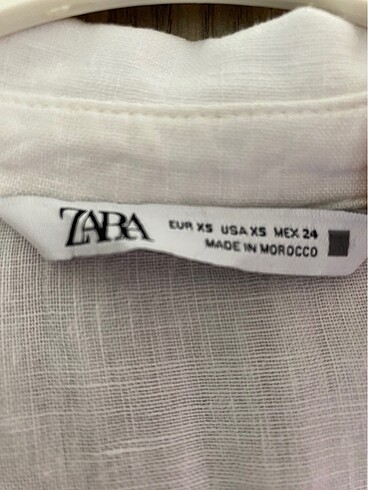 ZARA
EUR XS USA XS MEX 24
MADE IN MOROCCO